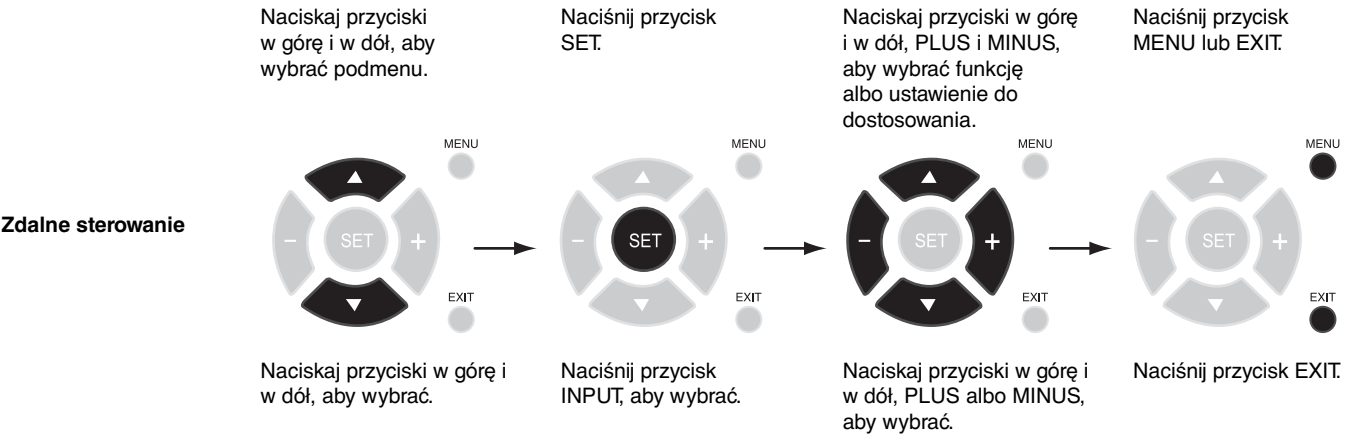 Naciskaj przyciski
w górę i w dół, aby
wybrać podmenu.
Naciśnij przycisk
SET.
Naciskaj przyciski w górę
i w dół, PLUS i MINUS,
aby wybrać funkcję
albo ustawienie do
dostosowania.
Naciśnij przycisk
MENU lub EXIT.
Zdalne sterowanie
MENU
- SET +
EXIT
MENU
- SET +
EXIT
MENU
- SET +
EXIT
MENU
- SET +
EXIT
Naciskaj przyciski w górę i
w dół, aby wybrać.
Naciśnij przycisk
INPUT, aby wybrać.
Naciskaj przyciski w górę i
w dół, PLUS albo MINUS,
aby wybrać.
Naciśnij przycisk EXIT.